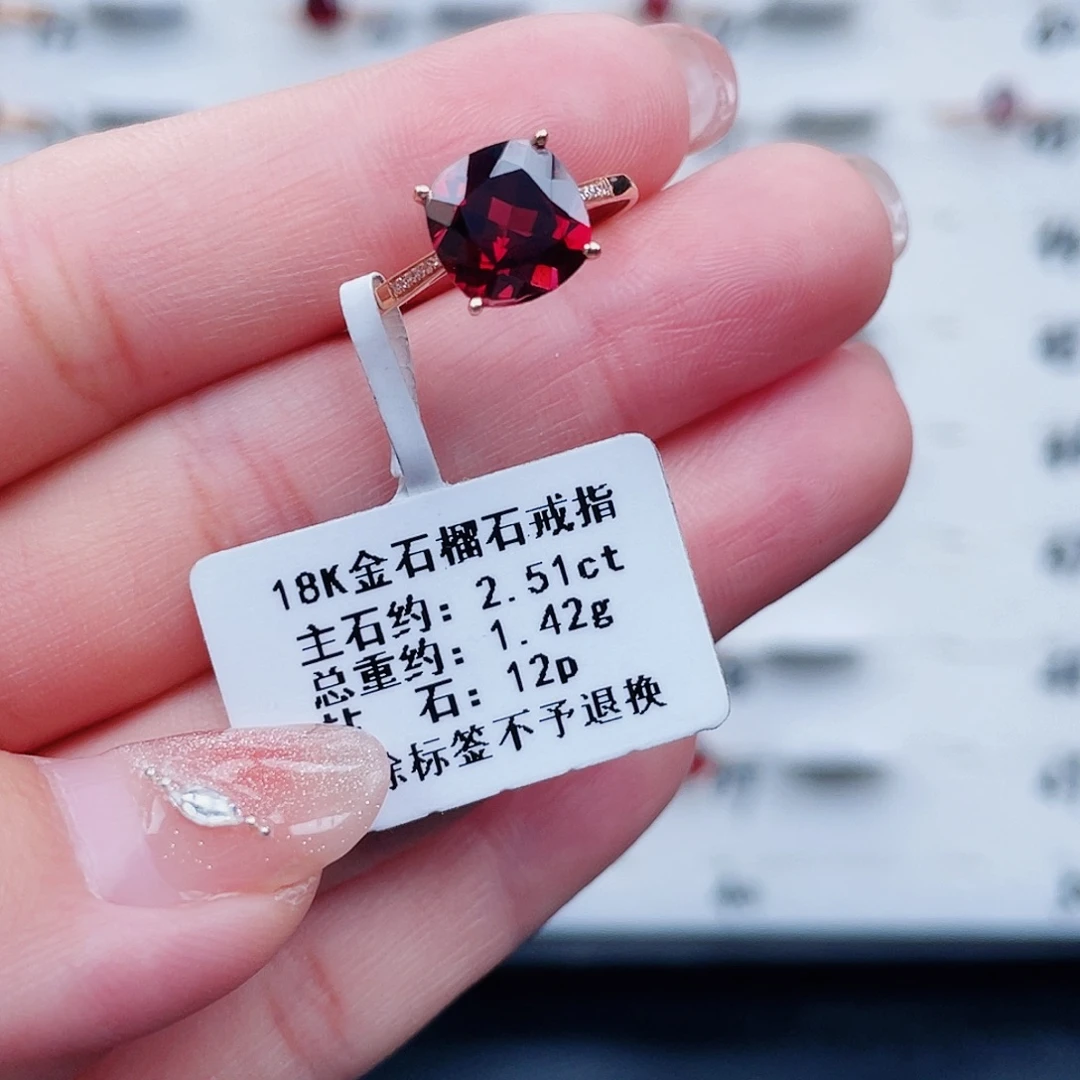 18K金石榴石戒指
主石约: 2.51ct
总重约: 1.42g
石: 12p
标签不予退换